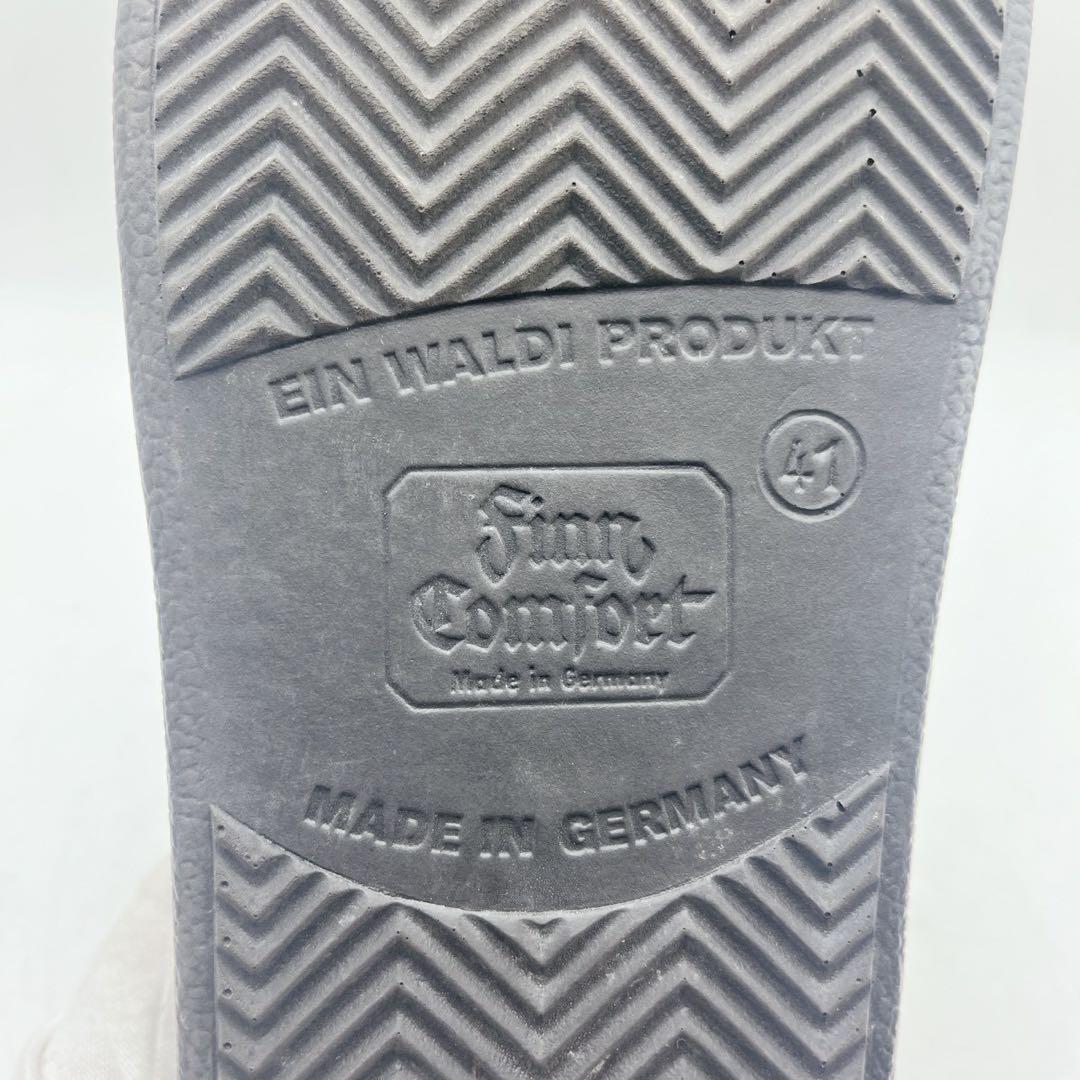 EIN WALDI PRODUKT
41
Finn
Comfort
Made in Germany
MADE IN GERMANY